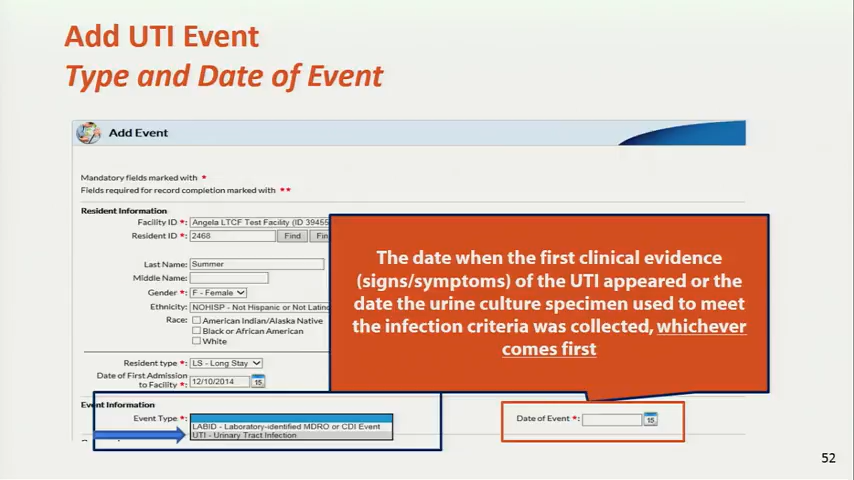 Add UTI Event
Type and Date of Event
Add Event
Mandatory fields marked with *
Fields required for record completion marked with **
Resident Information
Facility ID *: Angela LTCF Test Facility (ID 39455
Resident ID *: 2468 Find Fin
Last Name: Summer
Middle Name:
Gender *: F - Female
Ethnicity: NOHISP - Not Hispanic or Not Latino
Race: American Indian/Alaska Native
Black or African American
White
Resident type *: LS - Long Stay
Date of First Admission
to Facility *: 12/10/2014 15
The date when the first clinical evidence
(signs/symptoms) of the UTI appeared or the
date the urine culture specimen used to meet
the infection criteria was collected, whichever
comes first
Event Information
Event Type *:
LABID - Laboratory-identified MDRO or CDI Event
UTI - Urinary Tract Infection
Date of Event *: 15
52